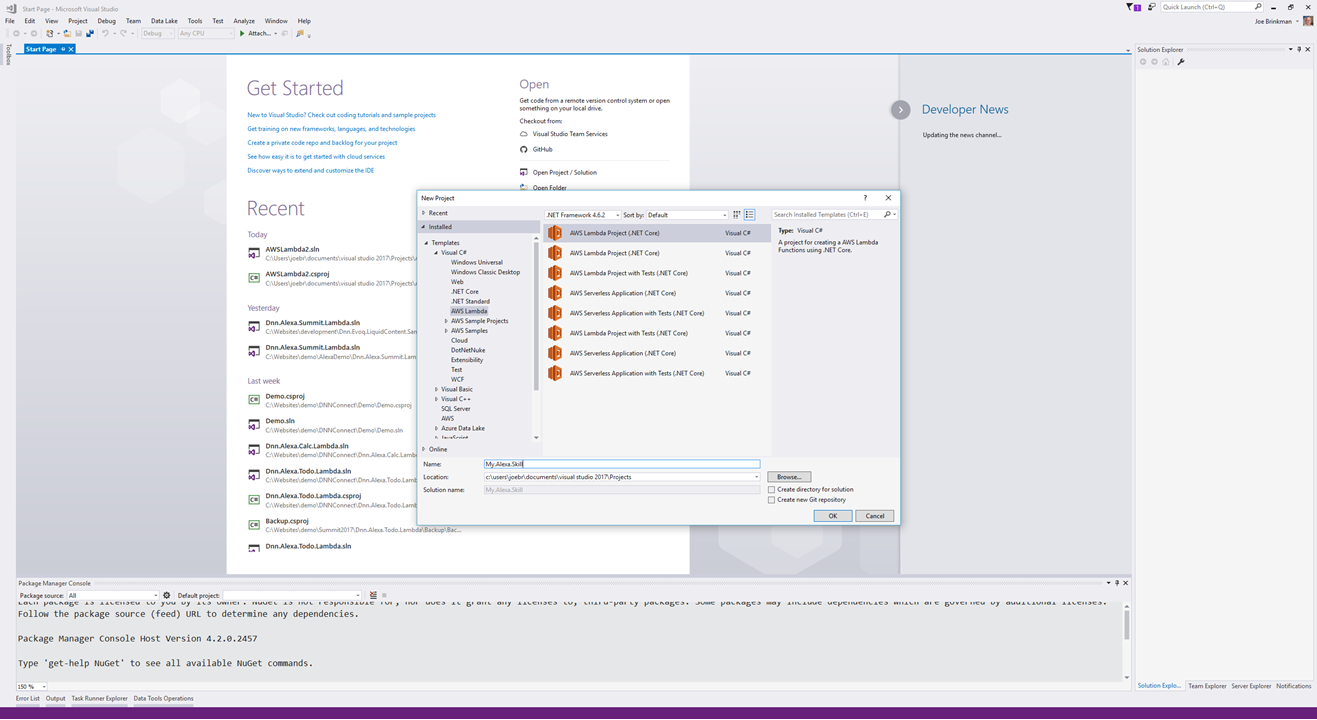 Start Page - Microsoft Visual Studio
1
Quick Launch (Ctrl+Q)
File Edit View Project Debug Team Data Lake Tools Test Analyze Window Help
Joe Brinkman
Debug Any CPU Attach...
Toolbox
Start Page
Solution Explorer
Get Started
New to Visual Studio? Check out coding tutorials and sample projects
Get training on new frameworks, languages, and technologies
Create a private code repo and backlog for your project
See how easy it is to get started with cloud services
Discover ways to extend and customize the IDE
Open
Get code from a remote version control system or open
something on your local drive.
Checkout from:
Visual Studio Team Services
GitHub
Open Project / Solution
Open Folder
Developer News
Updating the news channel...
Recent
Today
AWSLambda2.sln
C:\Users\joebr\documents\visual studio 2017\Projects\
AWSLambda2.csproj
C:\Users\joebr\documents\visual studio 2017\Projects\
Yesterday
Dnn.Alexa.Summit.Lambda.sln
C:\Websites\development\Dnn.Evoq.LiquidContent.San
Dnn.Alexa.Summit.Lambda.sln
C:\Websites\demo\AlexaDemo\Dnn.Alexa.Summit.Lam
Last week
Demo.csproj
C:\Websites\demo\DNNConnect\Demo\Demo.csproj
Demo.sln
C:\Websites\demo\DNNConnect\Demo\Demo.sln
Dnn.Alexa.Calc.Lambda.sln
C:\Websites\demo\DNNConnect\Dnn.Alexa.Calc.Lambd
Dnn.Alexa.Todo.Lambda.sln
C:\Websites\demo\DNNConnect\Dnn.Alexa.Todo.Lamb
Dnn.Alexa.Todo.Lambda.csproj
C:\Websites\demo\DNNConnect\Dnn.Alexa.Todo.Lamb
Backup.csproj
C:\Websites\demo\Summit2017\Dnn.Alexa.Todo.Lambda\Backup\Bac...
Dnn.Alexa.Todo.Lambda.sln
New Project
?
Recent
Installed
Templates
Visual C#
Windows Universal
Windows Classic Desktop
Web
.NET Core
.NET Standard
AWS Lambda
AWS Sample Projects
AWS Samples
Cloud
DotNetNuke
Extensibility
Test
WCF
Visual Basic
Visual C++
SQL Server
AWS
Azure Data Lake
JavaScript
Online
.NET Framework 4.6.2 Sort by: Default
Search Installed Templates (Ctrl+E)
AWS Lambda Project (.NET Core) Visual C#
AWS Lambda Project (.NET Core) Visual C#
AWS Lambda Project with Tests (.NET Core) Visual C#
AWS Serverless Application (.NET Core) Visual C#
AWS Serverless Application with Tests (.NET Core) Visual C#
AWS Lambda Project with Tests (.NET Core) Visual C#
AWS Serverless Application (.NET Core) Visual C#
AWS Serverless Application with Tests (.NET Core) Visual C#
Type: Visual C#
A project for creating a AWS Lambda
Functions using .NET Core.
Name: My.Alexa.Skill
Location: c:\users\joebr\documents\visual studio 2017\Projects
Browse...
Solution name: My.Alexa.Skill
Create directory for solution
Create new Git repository
OK Cancel
Package Manager Console
Package source: All Default project:
Each package is licensed to you by its owner. NuGet is not responsible for, nor does it grant any licenses to, third-party packages. Some packages may include dependencies which are governed by additional licenses.
Follow the package source (feed) URL to determine any dependencies.
Package Manager Console Host Version 4.2.0.2457
Type 'get-help NuGet' to see all available NuGet commands.
150 %
Error List Output Task Runner Explorer Data Tools Operations
Solution Explo... Team Explorer Server Explorer Notifications